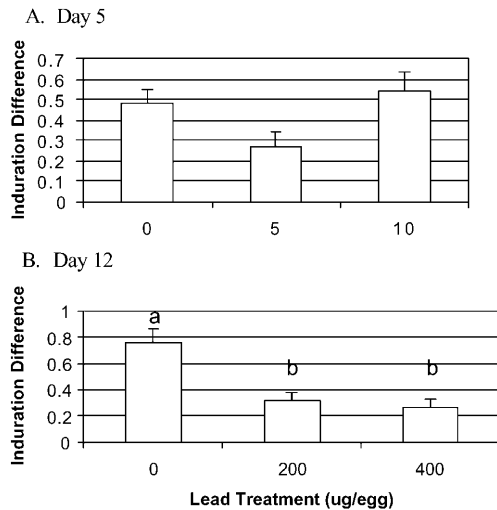 A. Day 5
Induration Difference
0.7
0.6
0.5
0.4
0.3
0.2
0.1
0
0 5 10
B. Day 12
Induration Difference
1
0.8
0.6
0.4
0.2
0
a
b b
0 200 400
Lead Treatment (ug/egg)